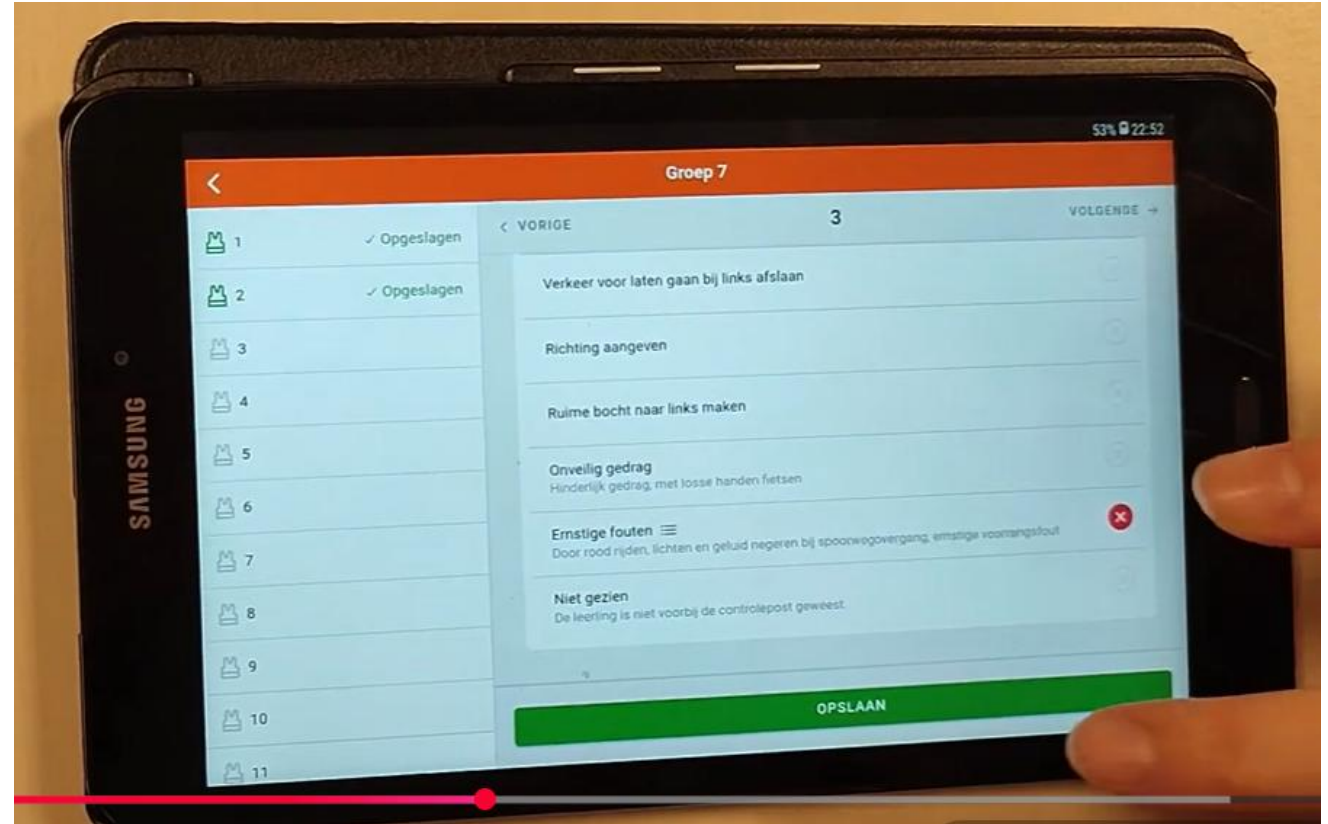 53% 22:52
Groep 7
1 ✓ Opgeslagen
2 ✓ Opgeslagen
3
4
5
6
7
8
9
10
11
< VORIGE 3 VOLGENDE →
Verkeer voor laten gaan bij links afslaan
Richting aangeven
Ruime bocht naar links maken
Onveilig gedrag
Hinderlijk gedrag, met losse handen fietsen
Ernstige fouten
Door rood rijden, lichten en geluid negeren bij spoorwegovergang, ernstige voorrangsfout
Niet gezien
De leerling is niet voorbij de controlepost geweest.
OPSLAAN
SAMSUNG